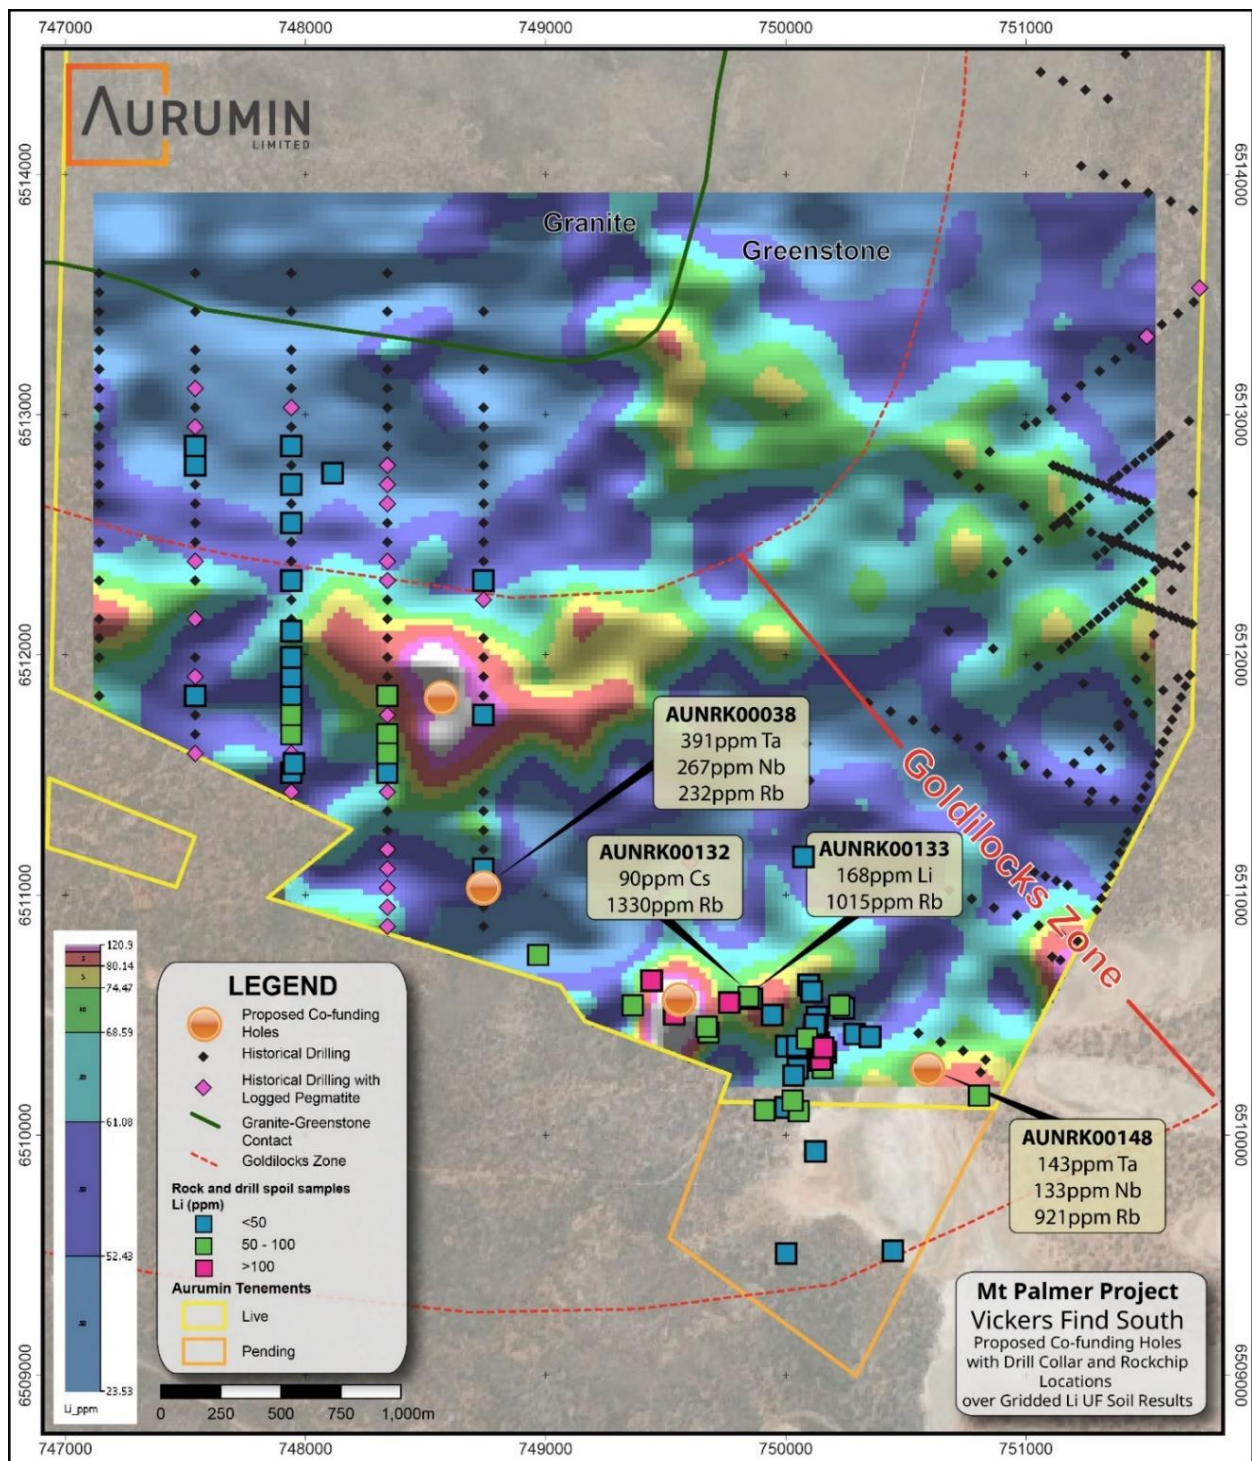 747000
748000
749000
750000
751000
AURUMIN
LIMITED
6514000
6514000
Granite
Greenstone
6513000
6513000
6512000
6512000
AUNRK00038
391ppm Ta
267ppm Nb
232ppm Rb
Goldilocks Zone
AUNRK00132
90ppm Cs
1330ppm Rb
AUNRK00133
168ppm Li
1015ppm Rb
6511000
6511000
120.9
80.14
74.47
68.59
61.08
52.43
23.53
Li_ppm
LEGEND
Proposed Co-funding
Holes
Historical Drilling
Historical Drilling with
Logged Pegmatite
Granite-Greenstone
Contact
Goldilocks Zone
Rock and drill spoil samples
Li (ppm)
<50
50 - 100
>100
Aurumin Tenements
Live
Pending
6510000
6510000
AUNRK00148
143ppm Ta
133ppm Nb
921ppm Rb
Mt Palmer Project
Vickers Find South
Proposed Co-funding Holes
with Drill Collar and Rockchip
Locations
over Gridded Li UF Soil Results
6509000
6509000
0
250
500
750
1,000m
747000
748000
749000
750000
751000